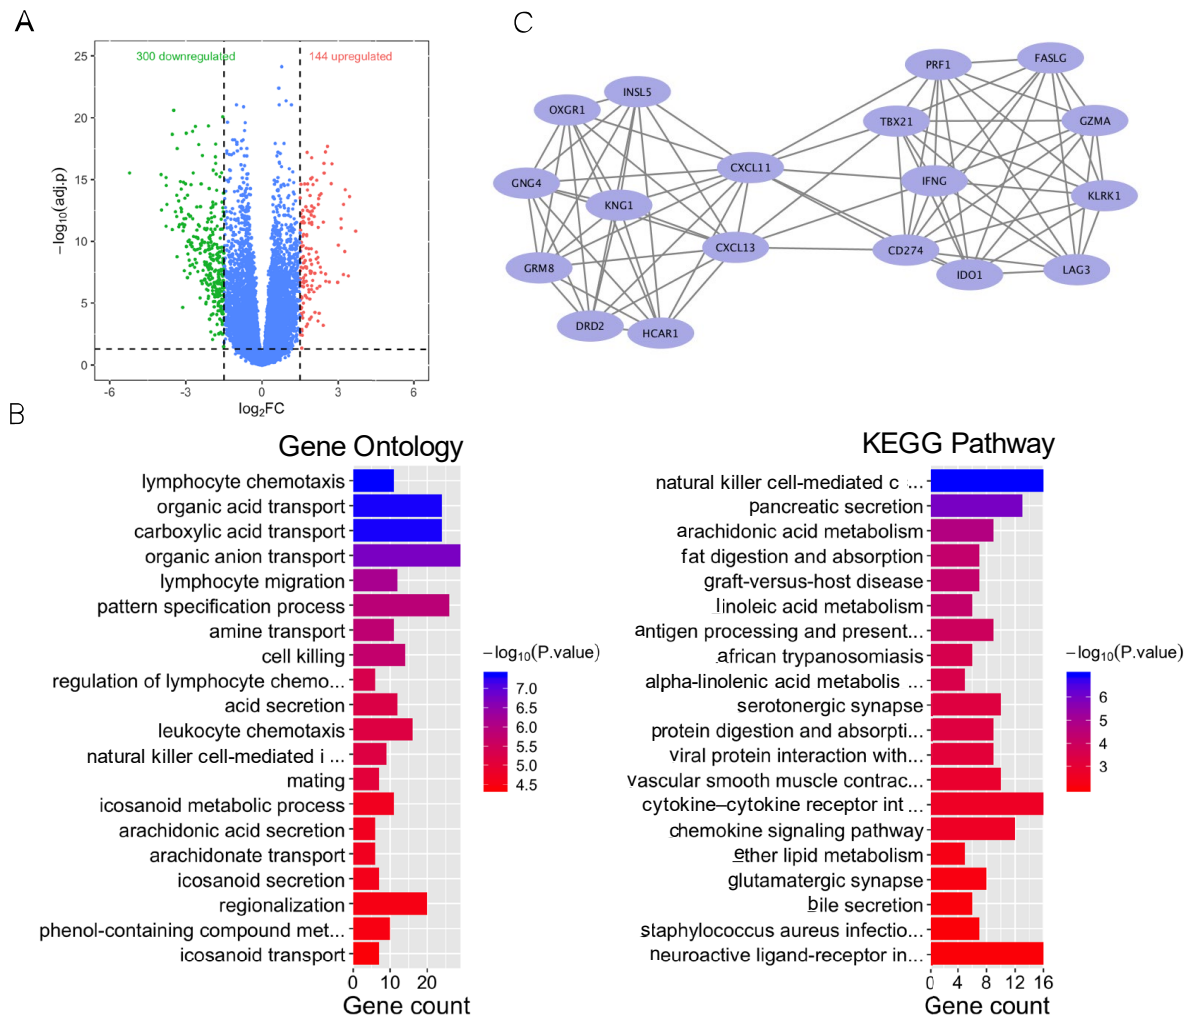 A
300 downregulated
144 upregulated
25
20
15
10
5
0
−log10(adj.p)
-6
-3
0
3
6
log2FC
C
PRF1
FASLG
INSL5
OXGR1
TBX21
GZMA
CXCL11
GNG4
IFNG
KLRK1
KNG1
CXCL13
CD274
GRM8
IDO1
LAG3
DRD2
HCAR1
B
Gene Ontology
lymphocyte chemotaxis
organic acid transport
carboxylic acid transport
organic anion transport
lymphocyte migration
pattern specification process
amine transport
cell killing
regulation of lymphocyte chemo...
acid secretion
leukocyte chemotaxis
natural killer cell-mediated i ...
mating
icosanoid metabolic process
arachidonic acid secretion
arachidonate transport
icosanoid secretion
regionalization
phenol-containing compound met...
icosanoid transport
0 10 20
Gene count
−log10(P.value)
7.0
6.5
6.0
5.5
5.0
4.5
KEGG Pathway
natural killer cell-mediated c ...
pancreatic secretion
arachidonic acid metabolism
fat digestion and absorption
graft-versus-host disease
linoleic acid metabolism
antigen processing and present...
african trypanosomiasis
alpha-linolenic acid metabolis ...
serotonergic synapse
protein digestion and absorpti...
viral protein interaction with...
vascular smooth muscle contrac...
cytokine–cytokine receptor int ...
chemokine signaling pathway
ether lipid metabolism
glutamatergic synapse
bile secretion
staphylococcus aureus infectio...
neuroactive ligand-receptor in...
0 4 8 12 16
Gene count
−log10(P.value)
6
5
4
3